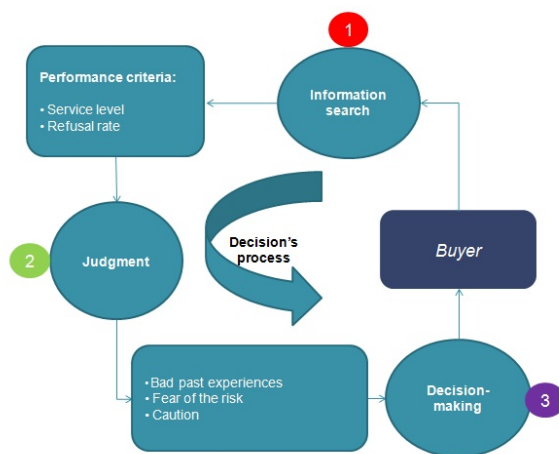 1
Information
search
Performance criteria:
• Service level
• Refusal rate
2
Judgment
Decision's
process
Buyer
• Bad past experiences
• Fear of the risk
• Caution
Decision-
making
3